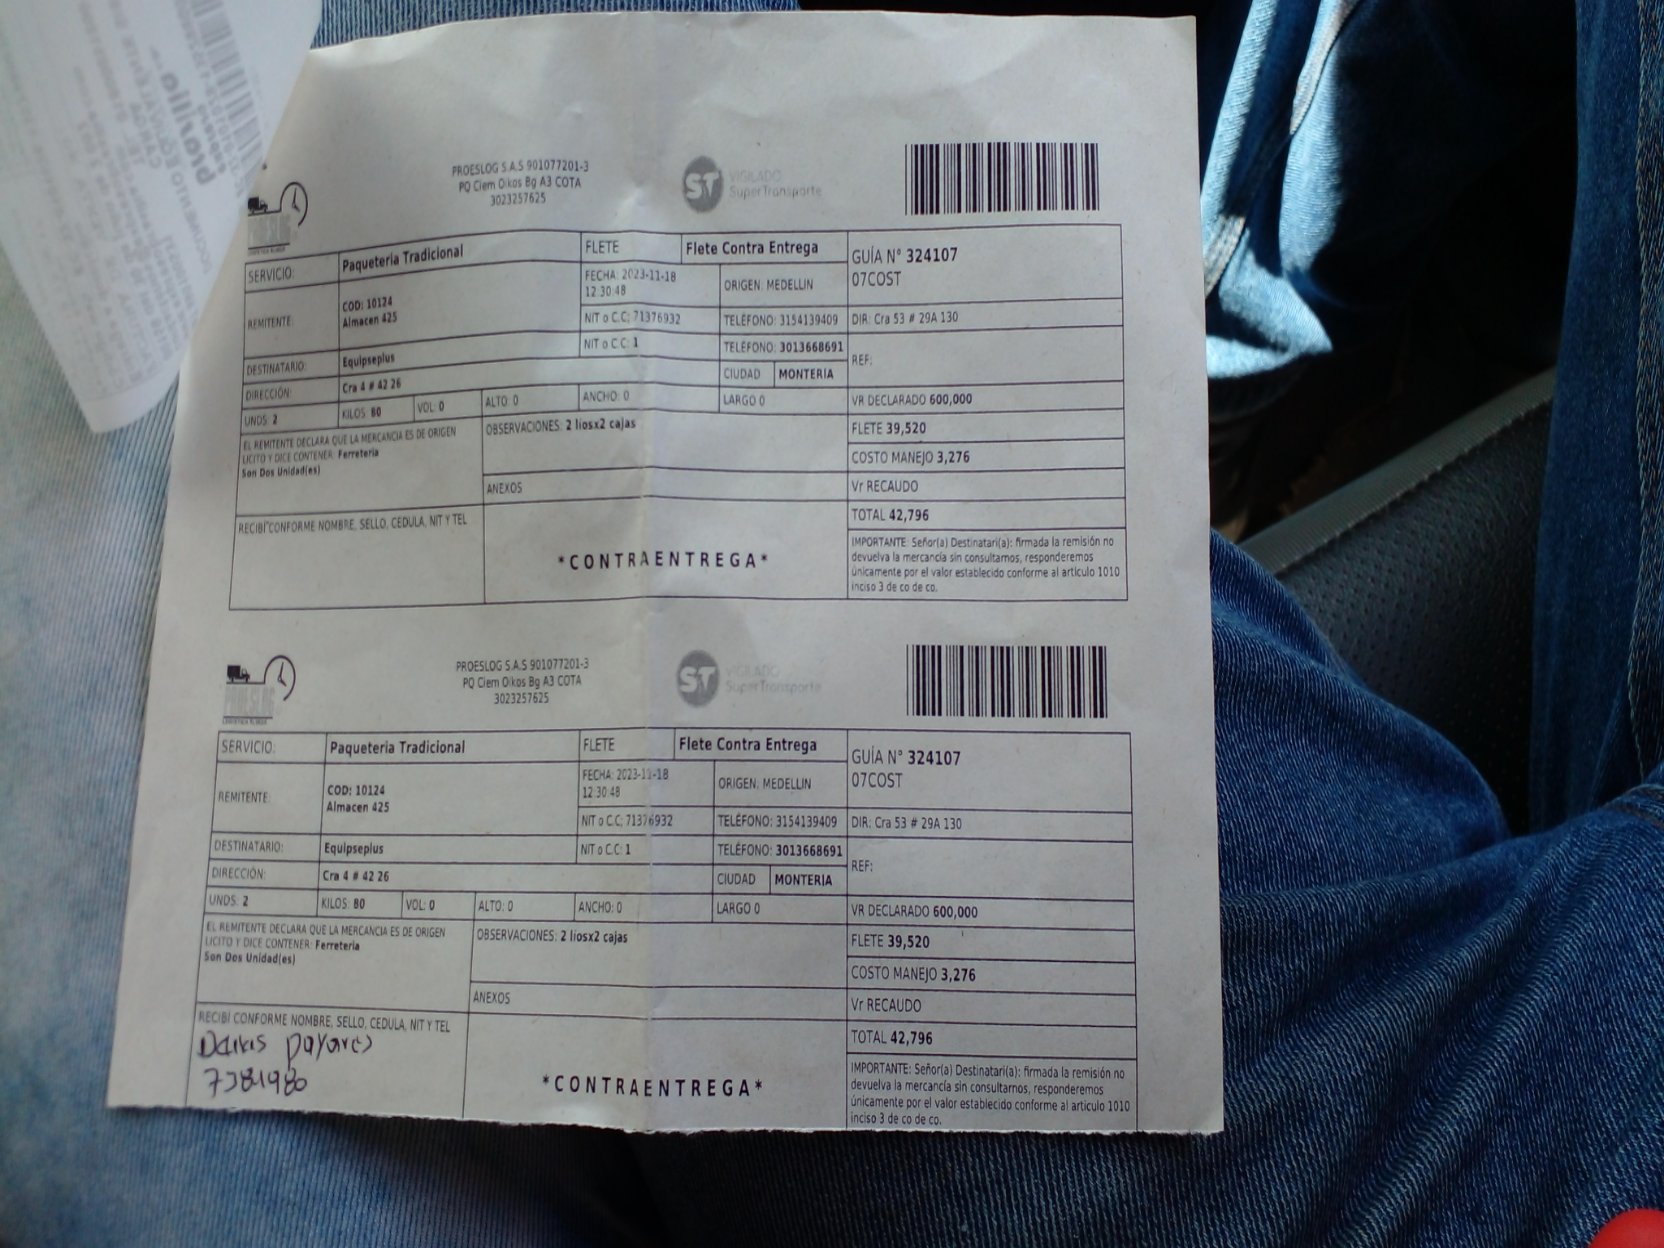 PROESLOG S.A.S 901077201-3
PQ Clem Oikos Bg A3 COTA
3023257625
ST VIGILADO
SuperTransporte
SERVICIO: Paqueteria Tradicional FLETE Flete Contra Entrega
GUÍA N° 324107
07COST
REMITENTE: COD: 10124
Almacen 425
FECHA: 2023-11-18
12:30:48
ORIGEN: MEDELLIN
NIT o C.C: 71376932 TELÉFONO: 3154139409 DIR: Cra 53 # 29A 130
DESTINATARIO: Equipseplus NIT o C.C: 1 TELÉFONO: 3013668691
REF:
DIRECCIÓN: Cra 4 # 42 26 CIUDAD MONTERIA
UNDS: 2 KILOS: 80 VOL: 0 ALTO: 0 ANCHO: 0 LARGO 0 VR DECLARADO 600,000
EL REMITENTE DECLARA QUE LA MERCANCIA ES DE ORIGEN
LICITO Y DICE CONTENER: Ferreteria
Son Dos Unidad(es)
OBSERVACIONES: 2 liosx2 cajas
FLETE 39,520
COSTO MANEJO 3,276
ANEXOS
Vr RECAUDO
TOTAL 42,796
RECIBÍ CONFORME NOMBRE, SELLO, CEDULA, NIT Y TEL
*CONTRAENTREGA*
IMPORTANTE: Señor(a) Destinatari(a): firmada la remisión no
devuelva la mercancía sin consultarnos, responderemos
únicamente por el valor establecido conforme al artículo 1010
inciso 3 de co de co.
PROESLOG
PROESLOG S.A.S 901077201-3
PQ Clem Oikos Bg A3 COTA
3023257625
ST VIGILADO
SuperTransporte
SERVICIO: Paqueteria Tradicional FLETE Flete Contra Entrega
GUÍA N° 324107
07COST
REMITENTE: COD: 10124
Almacen 425
FECHA: 2023-11-18
12:30:48
ORIGEN: MEDELLIN
NIT o C.C: 71376932 TELÉFONO: 3154139409 DIR: Cra 53 # 29A 130
DESTINATARIO: Equipseplus NIT o C.C: 1 TELÉFONO: 3013668691
REF:
DIRECCIÓN: Cra 4 # 42 26 CIUDAD MONTERIA
UNDS: 2 KILOS: 80 VOL: 0 ALTO: 0 ANCHO: 0 LARGO 0 VR DECLARADO 600,000
EL REMITENTE DECLARA QUE LA MERCANCIA ES DE ORIGEN
LICITO Y DICE CONTENER: Ferreteria
Son Dos Unidad(es)
OBSERVACIONES: 2 liosx2 cajas
FLETE 39,520
COSTO MANEJO 3,276
ANEXOS
Vr RECAUDO
TOTAL 42,796
RECIBÍ CONFORME NOMBRE, SELLO, CEDULA, NIT Y TEL
payares
*CONTRAENTREGA*
IMPORTANTE: Señor(a) Destinatari(a): firmada la remisión no
devuelva la mercancía sin consultarnos, responderemos
únicamente por el valor establecido conforme al artículo 1010
inciso 3 de co de co.